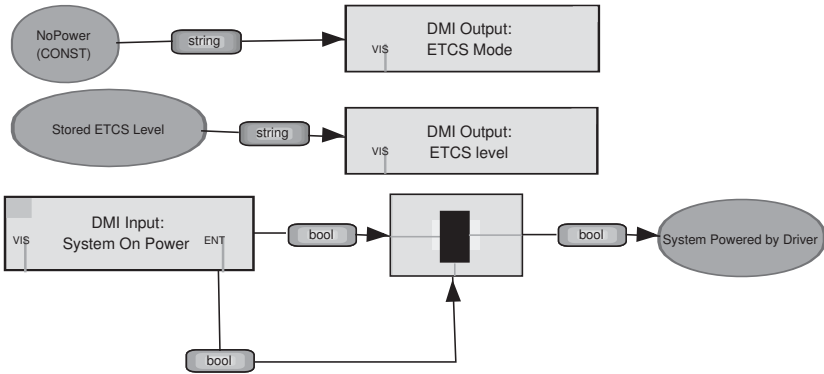 NoPower
(CONST)
string
DMI Output:
ETCS Mode
VIS
Stored ETCS Level
string
DMI Output:
ETCS level
VIS
DMI Input:
System On Power
VIS
ENT
bool
bool
System Powered by Driver
bool